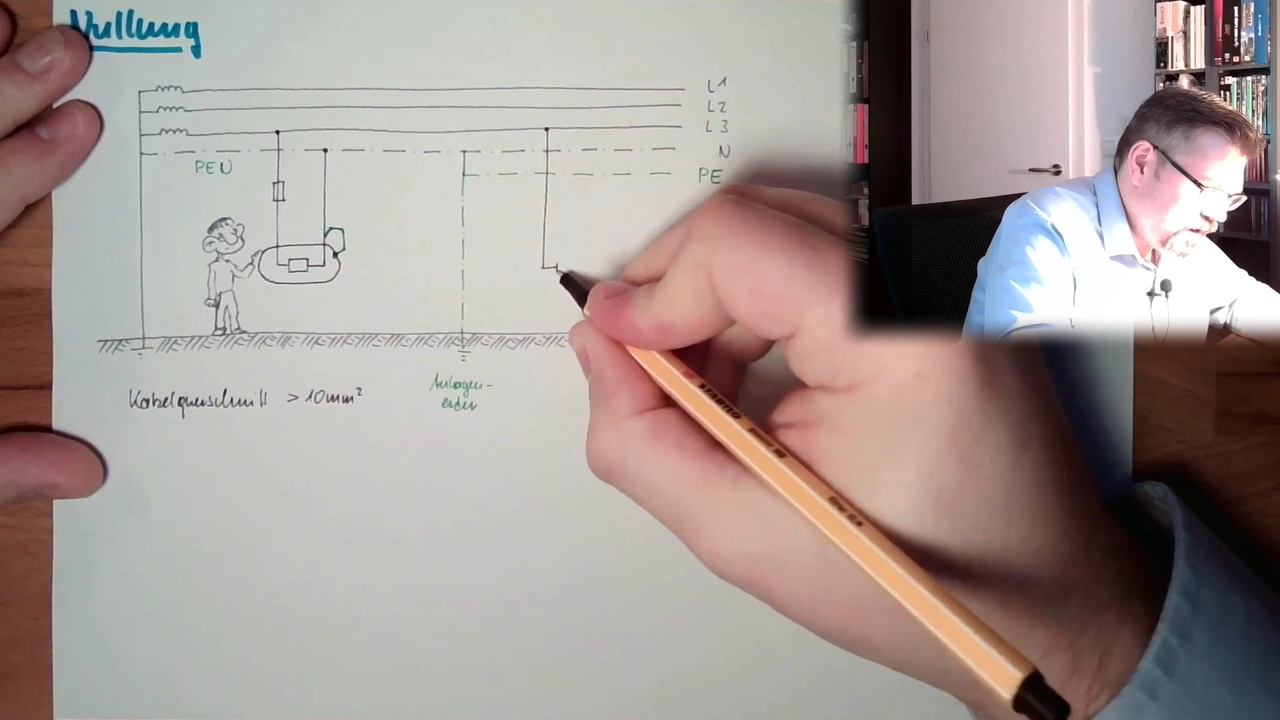 Nullung
L1
L2
L3
N
PEN
PE
Kabelquerschnitt > 10mm²
Anlagen-
erder